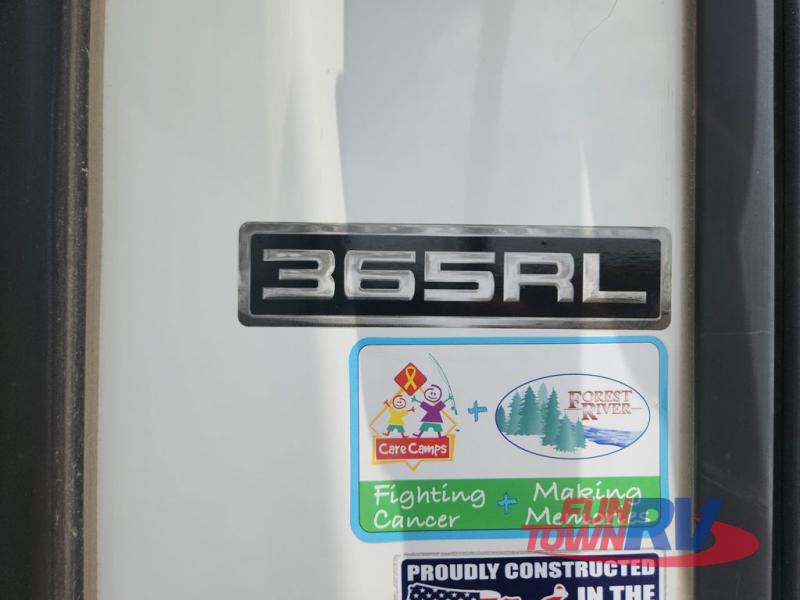 365RL
FOREST
RIVER
Care Camps
Fighting + Making
Cancer Memories
FUN
TOWN RV
PROUDLY CONSTRUCTED
IN THE